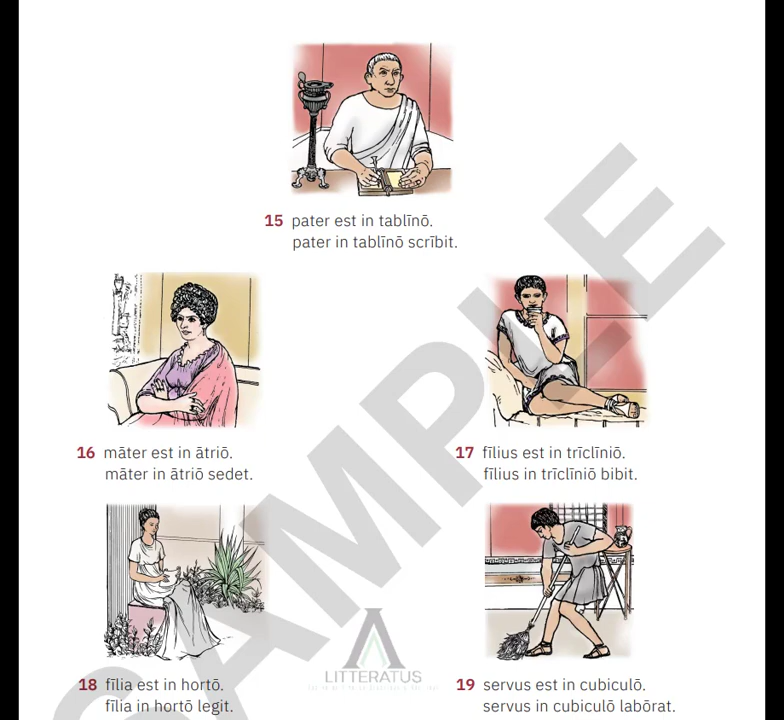 15 pater est in tablīnō.
pater in tablīnō scrībit.
16 māter est in ātriō.
māter in ātriō sedet.
17 fīlius est in trīclīniō.
fīlius in trīclīniō bibit.
18 fīlia est in hortō.
fīlia in hortō legit.
19 servus est in cubiculō.
servus in cubiculō labōrat.
SAMPLE
LITTERATUS